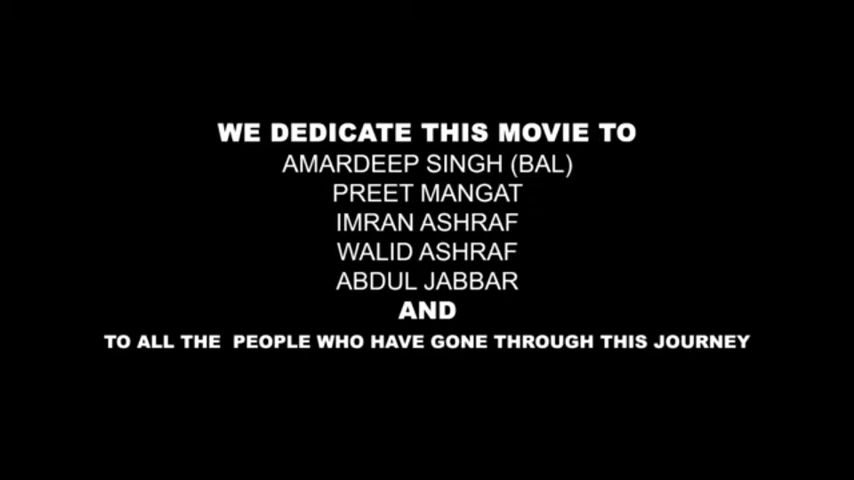 WE DEDICATE THIS MOVIE TO
AMARDEEP SINGH (BAL)
PREET MANGAT
IMRAN ASHRAF
WALID ASHRAF
ABDUL JABBAR
AND
TO ALL THE  PEOPLE WHO HAVE GONE THROUGH THIS JOURNEY